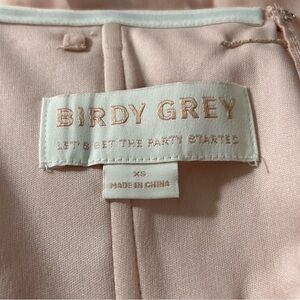 BIRDY GREY
LET'S GET THE PARTY STARTED
XS
MADE IN CHINA